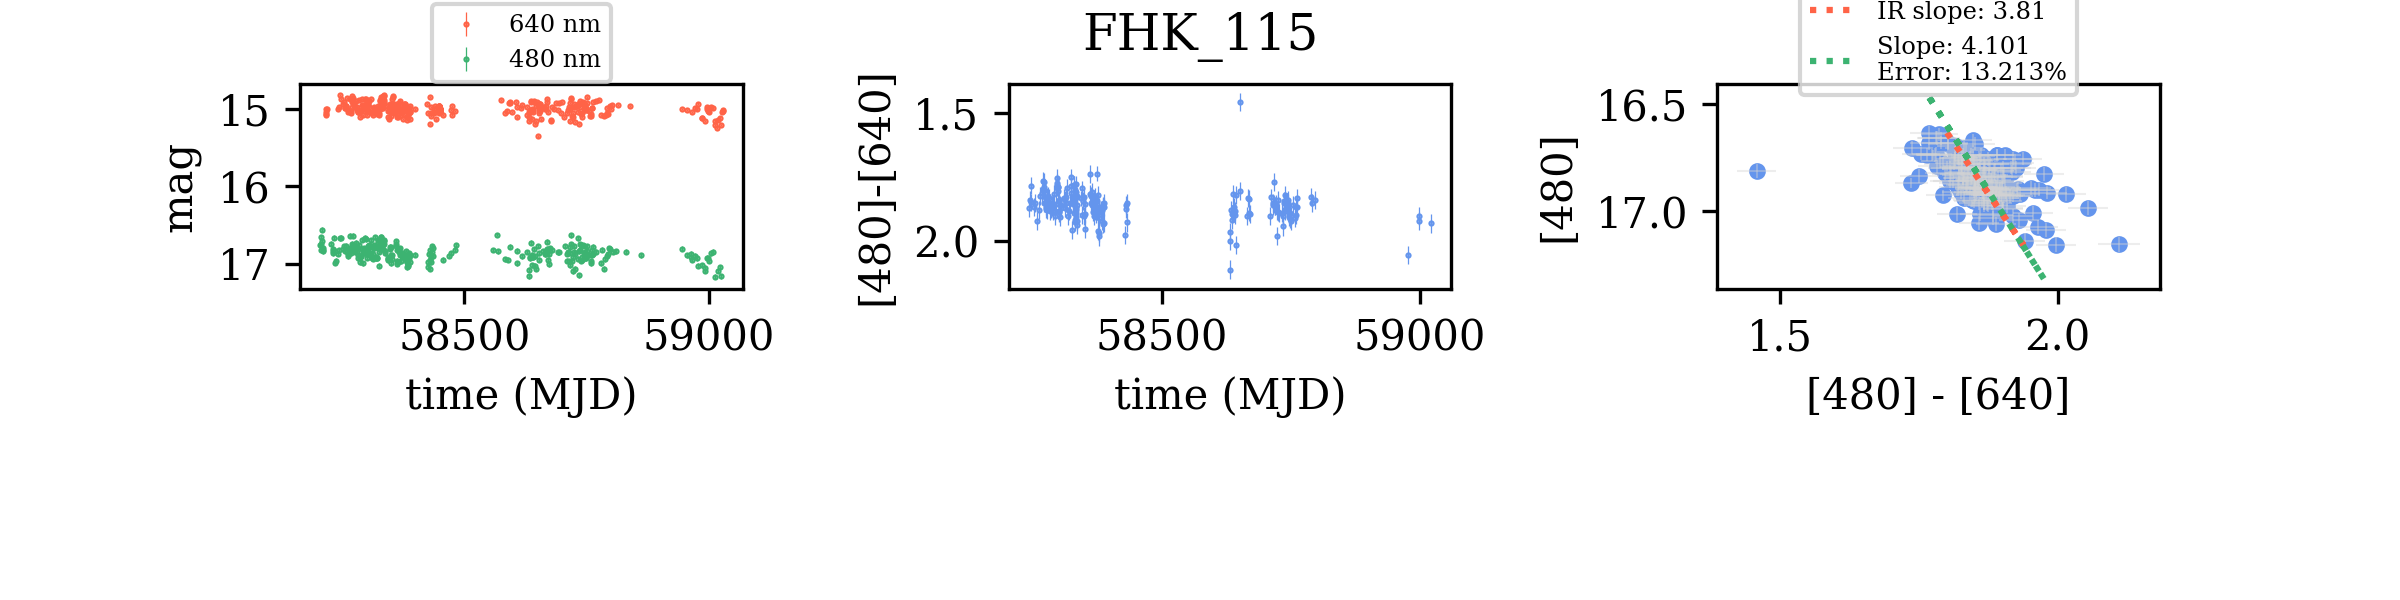 FHK_115
640 nm
480 nm
mag
15
16
17
58500
59000
time (MJD)
[480]-[640]
1.5
2.0
58500
59000
time (MJD)
IR slope: 3.81
Slope: 4.101
Error: 13.213%
[480]
16.5
17.0
1.5
2.0
[480] - [640]